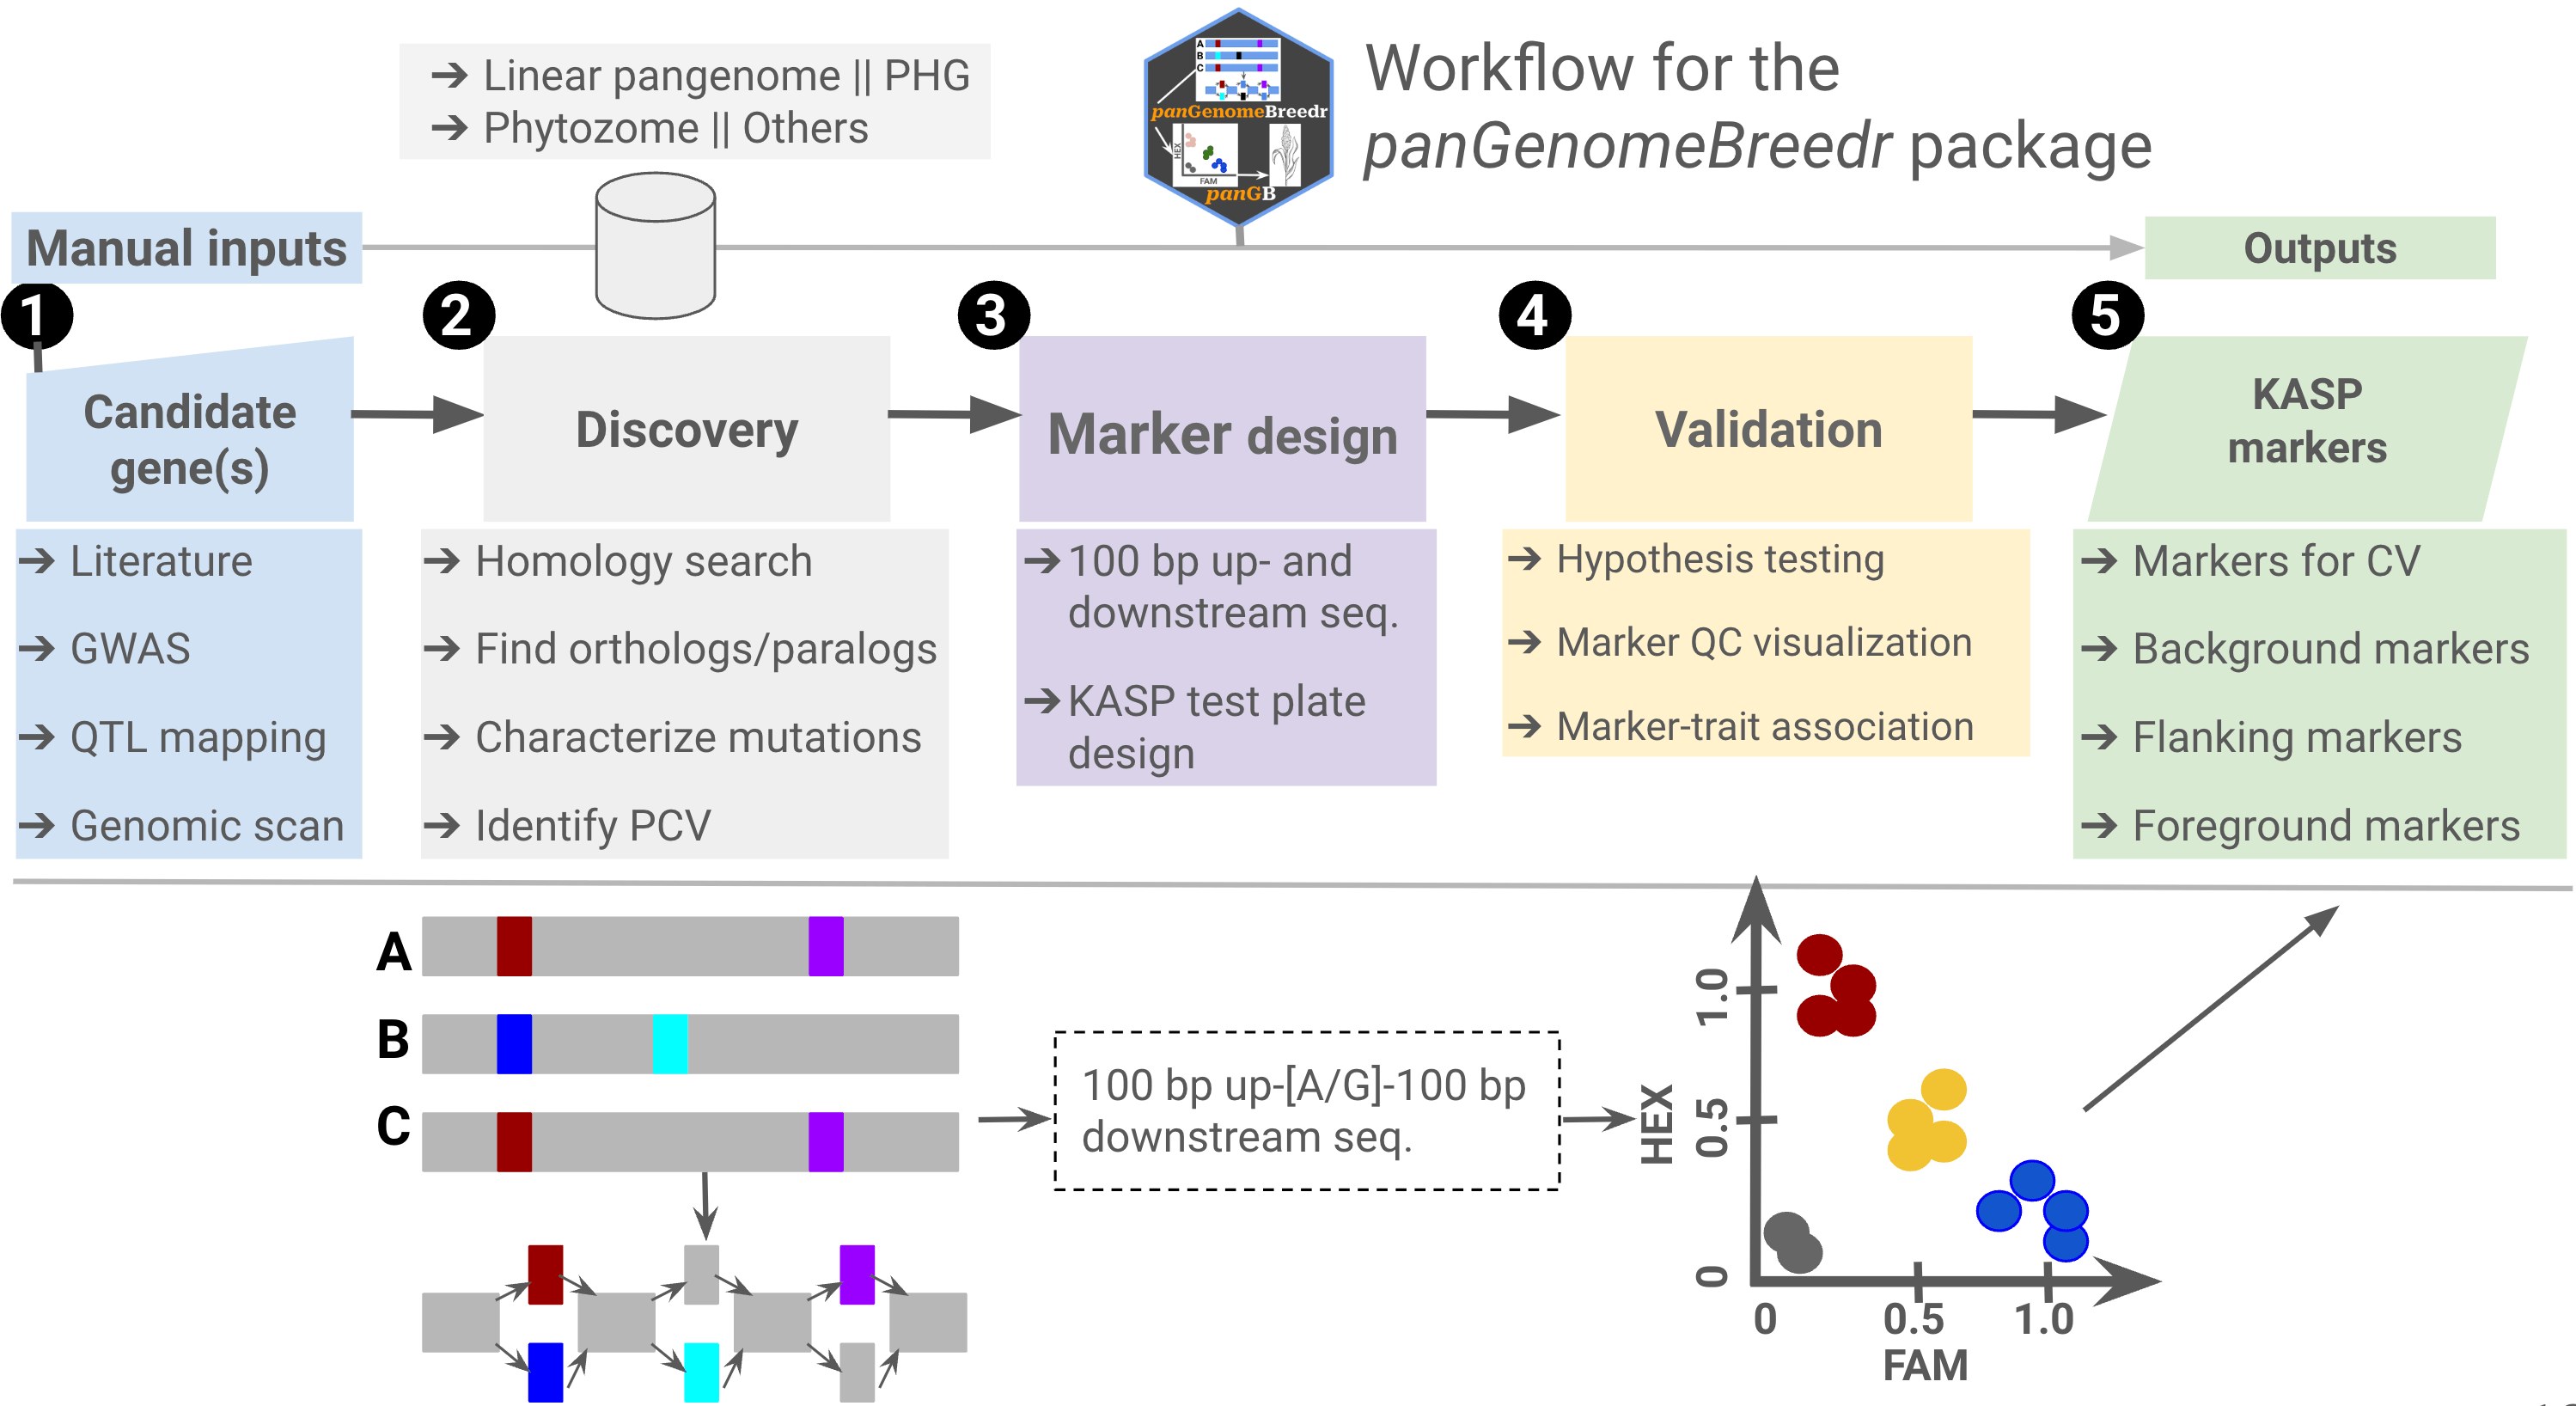 ➔ Linear pangenome || PHG
➔ Phytozome || Others
A
B
C
panGenomeBreedr
HEX
FAM
panGB
Workflow for the
panGenomeBreedr package
Manual inputs
Outputs
1
2
3
4
5
Candidate
gene(s)
Discovery
Marker design
Validation
KASP
markers
➔ Literature
➔ GWAS
➔ QTL mapping
➔ Genomic scan
➔ Homology search
➔ Find orthologs/paralogs
➔ Characterize mutations
➔ Identify PCV
➔ 100 bp up- and
downstream seq.
➔ KASP test plate
design
➔ Hypothesis testing
➔ Marker QC visualization
➔ Marker-trait association
➔ Markers for CV
➔ Background markers
➔ Flanking markers
➔ Foreground markers
A
B
C
100 bp up-[A/G]-100 bp
downstream seq.
HEX
1.0
0.5
0
0
0.5
1.0
FAM